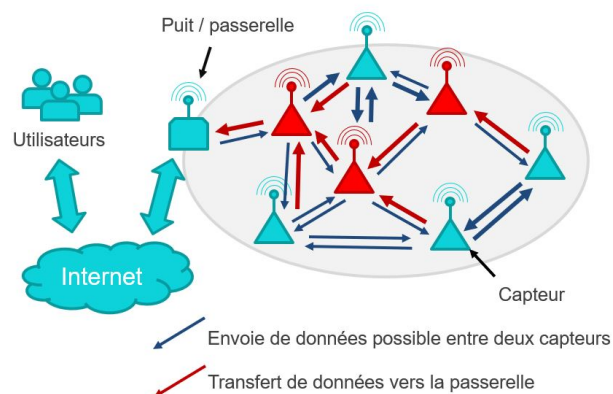 Puit / passerelle
Utilisateurs
Internet
Capteur
Envoie de données possible entre deux capteurs
Transfert de données vers la passerelle